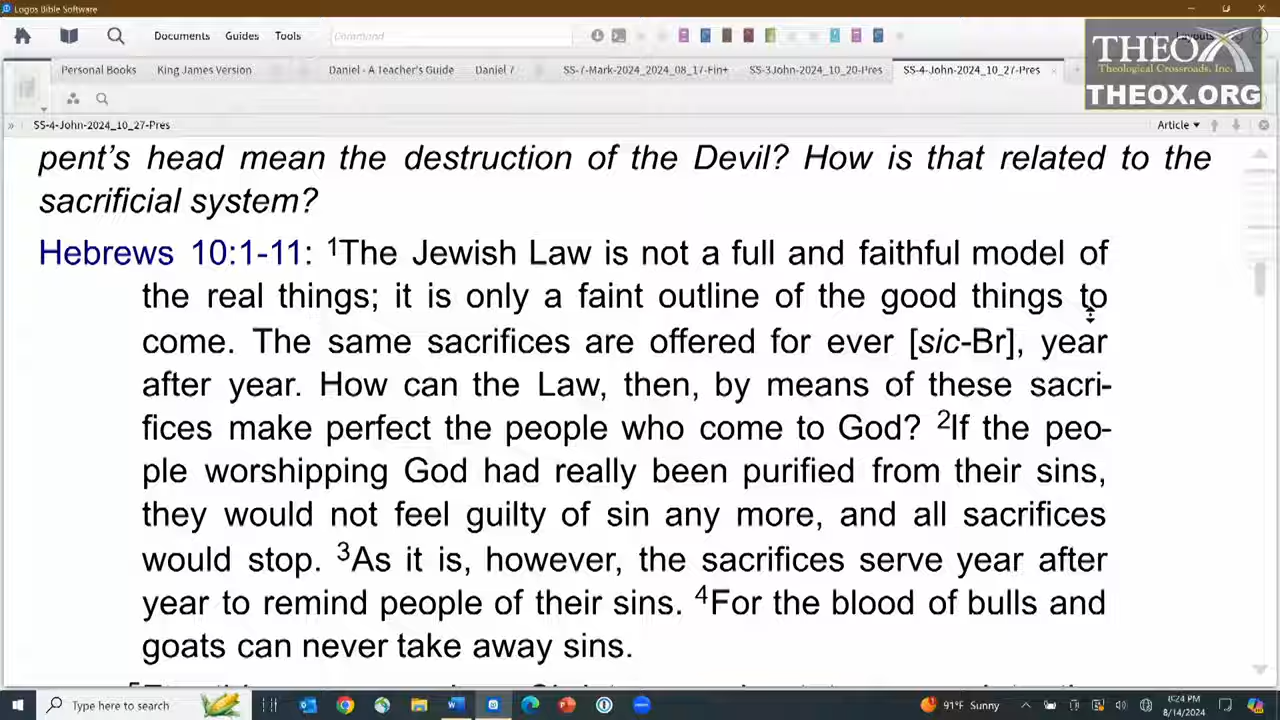 Logos Bible Software
Documents Guides Tools Command
THEOX
Theological Crossroads, Inc.
THEOX.ORG
Personal Books King James Version SS-7-Mark-2024_2024_08_17-Fin+ SS-3John-2024_10_20-Pres SS-4-John-2024_10_27-Pres
» SS-4-John-2024_10_27-Pres Article
pent's head mean the destruction of the Devil? How is that related to the
sacrificial system?
Hebrews 10:1-11: ¹The Jewish Law is not a full and faithful model of
the real things; it is only a faint outline of the good things to
come. The same sacrifices are offered for ever [sic-Br], year
after year. How can the Law, then, by means of these sacri-
fices make perfect the people who come to God? ²If the peo-
ple worshipping God had really been purified from their sins,
they would not feel guilty of sin any more, and all sacrifices
would stop. ³As it is, however, the sacrifices serve year after
year to remind people of their sins. ⁴For the blood of bulls and
goats can never take away sins.
Type here to search 91°F Sunny 8:24 PM
8/14/2024